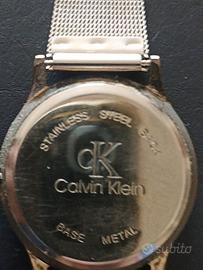 STAINLESS STEEL BACK
cK
Calvin Klein
BASE METAL
subito